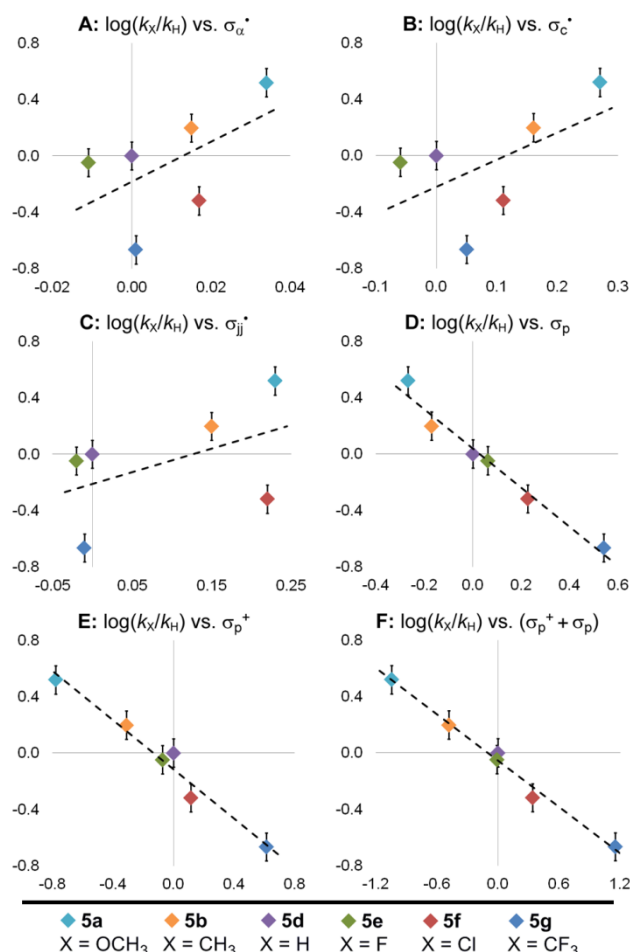 A: log(kX/kH) vs. σα• B: log(kX/kH) vs. σc•
0.8 0.8
0.4 0.4
0.0 0.0
-0.4 -0.4
-0.8 -0.8
-0.02 0.00 0.02 0.04 -0.1 0.0 0.1 0.2 0.3
C: log(kX/kH) vs. σjj• D: log(kX/kH) vs. σp
0.8 0.8
0.4 0.4
0.0 0.0
-0.4 -0.4
-0.8 -0.8
-0.05 0.05 0.15 0.25 -0.4 -0.2 0.0 0.2 0.4 0.6
E: log(kX/kH) vs. σp+ F: log(kX/kH) vs. (σp+ + σp)
0.8 0.8
0.4 0.4
0.0 0.0
-0.4 -0.4
-0.8 -0.8
-0.8 -0.4 0.0 0.4 0.8 -1.2 -0.6 0.0 0.6 1.2
5a 5b 5d 5e 5f 5g
X = OCH3 X = CH3 X = H X = F X = Cl X = CF3